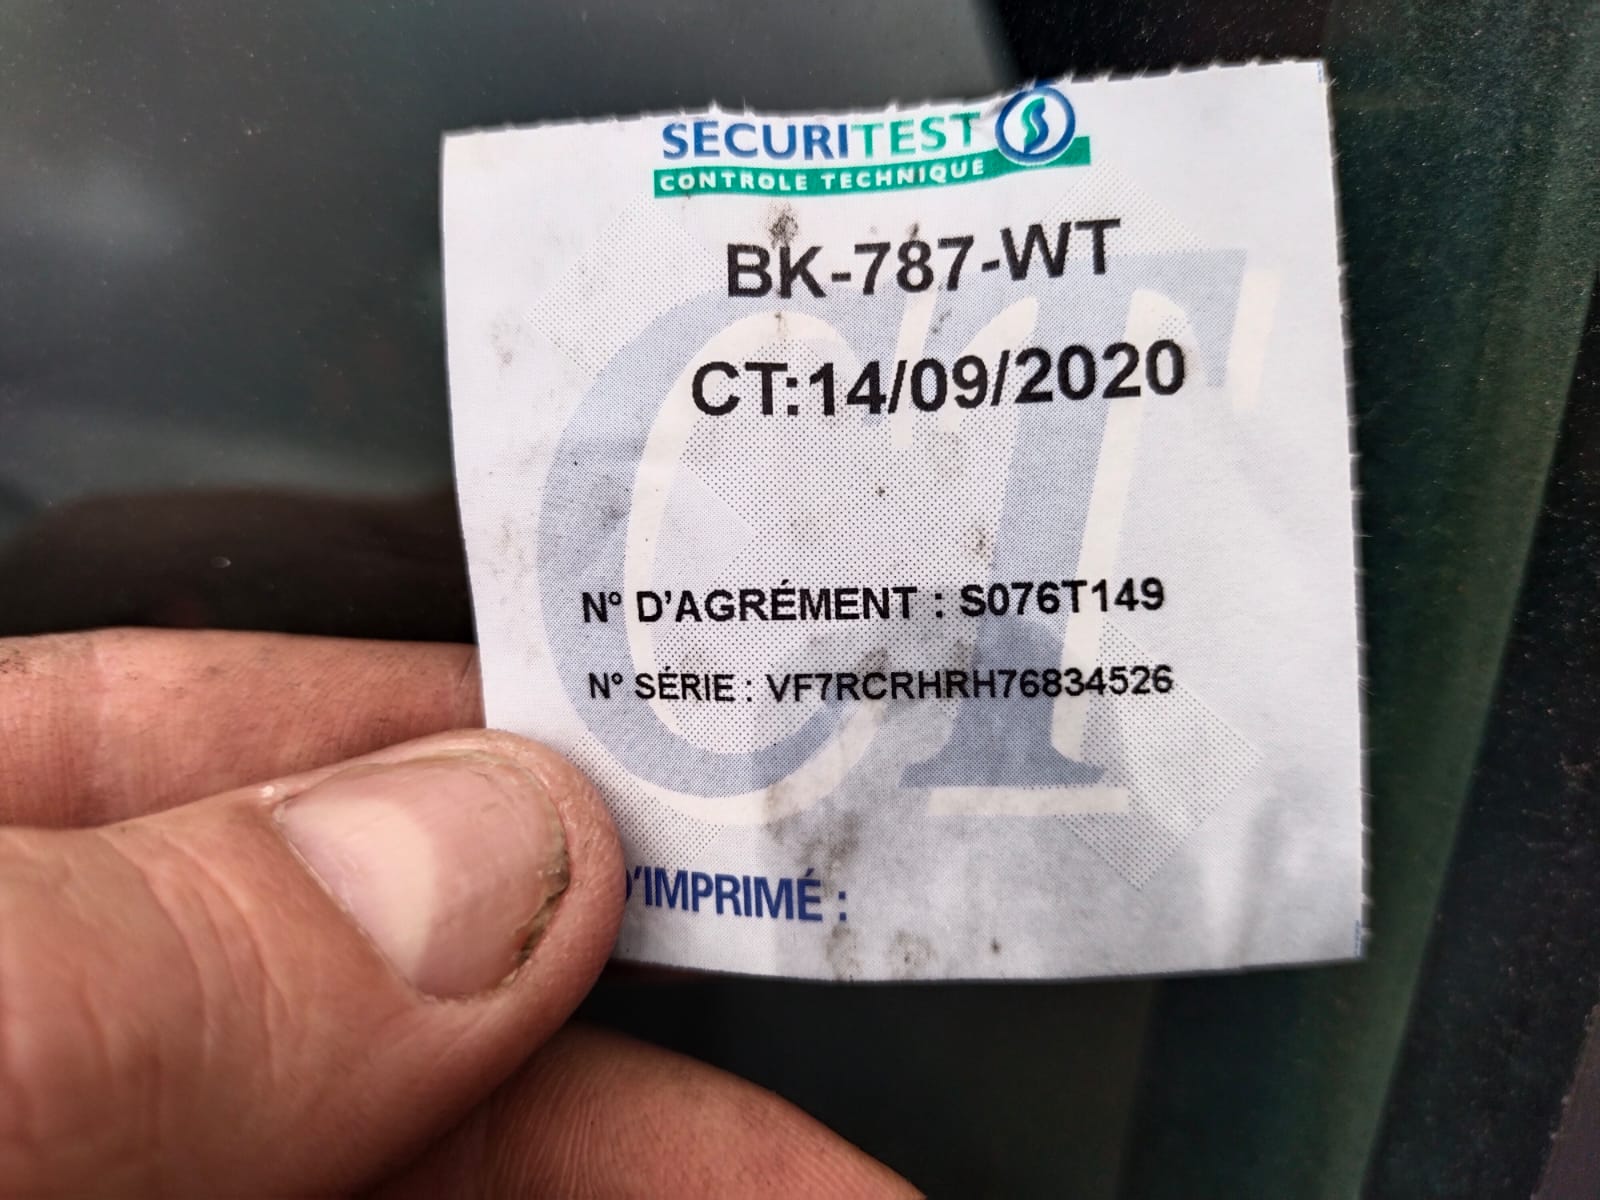 SECURITEST
CONTROLE TECHNIQUE
BK-787-WT
CT:14/09/2020
N° D'AGRÉMENT : S076T149
N° SÉRIE : VF7RCRHRH76834526
D'IMPRIMÉ :